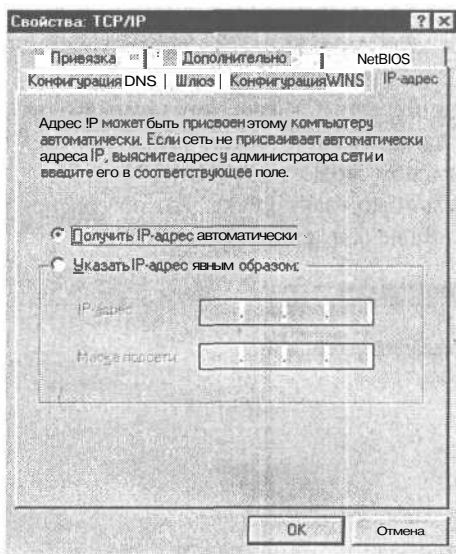 Свойства: TCP/IP
Привязка | Дополнительно | NetBIOS
Конфигурация DNS | Шлюз | Конфигурация WINS | IP-адрес
Адрес !P может быть присвоен этому компьютеру
автоматически. Если сеть не присваивает автоматически
адреса IP, выясните адрес у администратора сети и
введите его в соответствующее поле.
Получить IP-адрес автоматически
Указать IP-адрес явным образом:
IP-адрес:
Маска подсети:
OK
Отмена